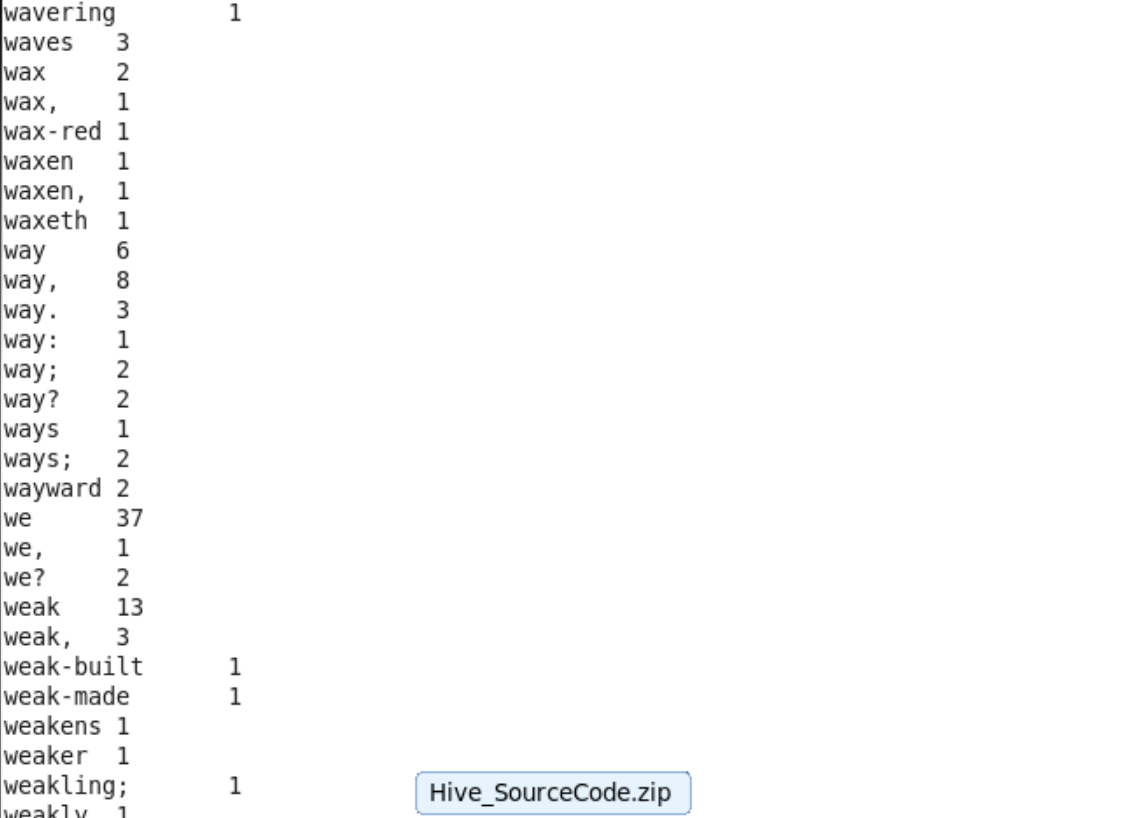 wavering 1
waves 3
wax 2
wax, 1
wax-red 1
waxen 1
waxen, 1
waxeth 1
way 6
way, 8
way. 3
way: 1
way; 2
way? 2
ways 1
ways; 2
wayward 2
we 37
we, 1
we? 2
weak 13
weak, 3
weak-built 1
weak-made 1
weakens 1
weaker 1
weakling; 1
Hive_SourceCode.zip
weakly 1